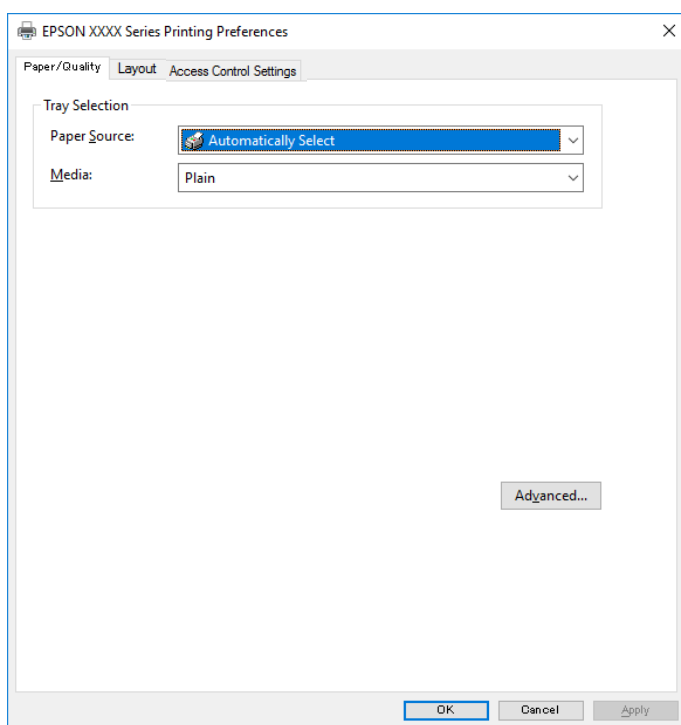 EPSON XXXX Series Printing Preferences
Paper/Quality Layout Access Control Settings
Tray Selection
Paper Source: Automatically Select
Media: Plain
Advanced...
OK Cancel Apply